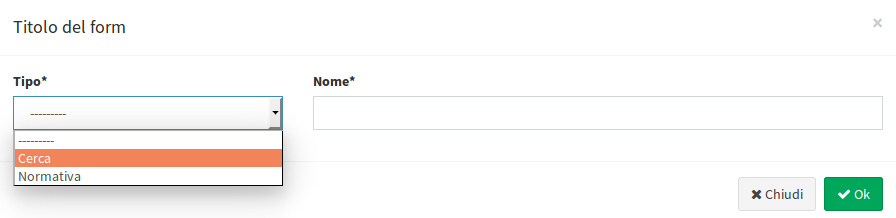 Titolo del form
×
Tipo* Nome*
---------
---------
Cerca
Normativa
✖ Chiudi ✔ Ok